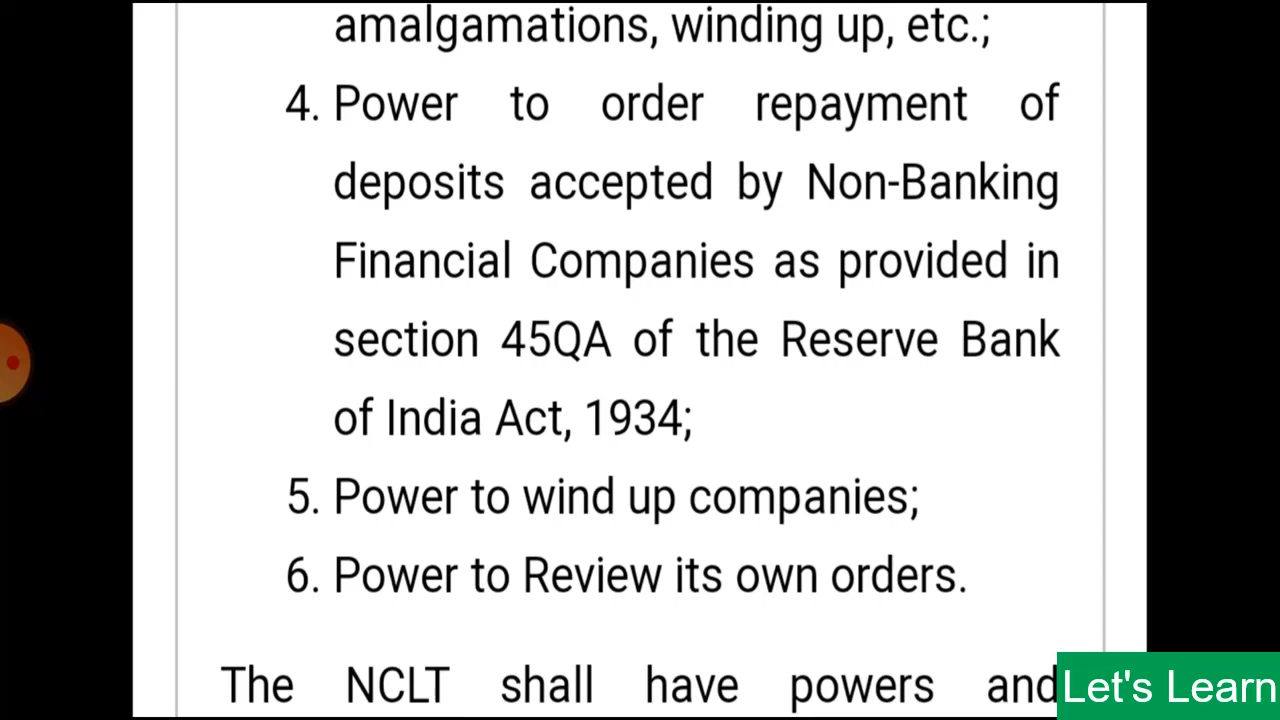 amalgamations, winding up, etc.;
4. Power to order repayment of
deposits accepted by Non-Banking
Financial Companies as provided in
section 45QA of the Reserve Bank
of India Act, 1934;
5. Power to wind up companies;
6. Power to Review its own orders.
The NCLT shall have powers and
Let's Learn